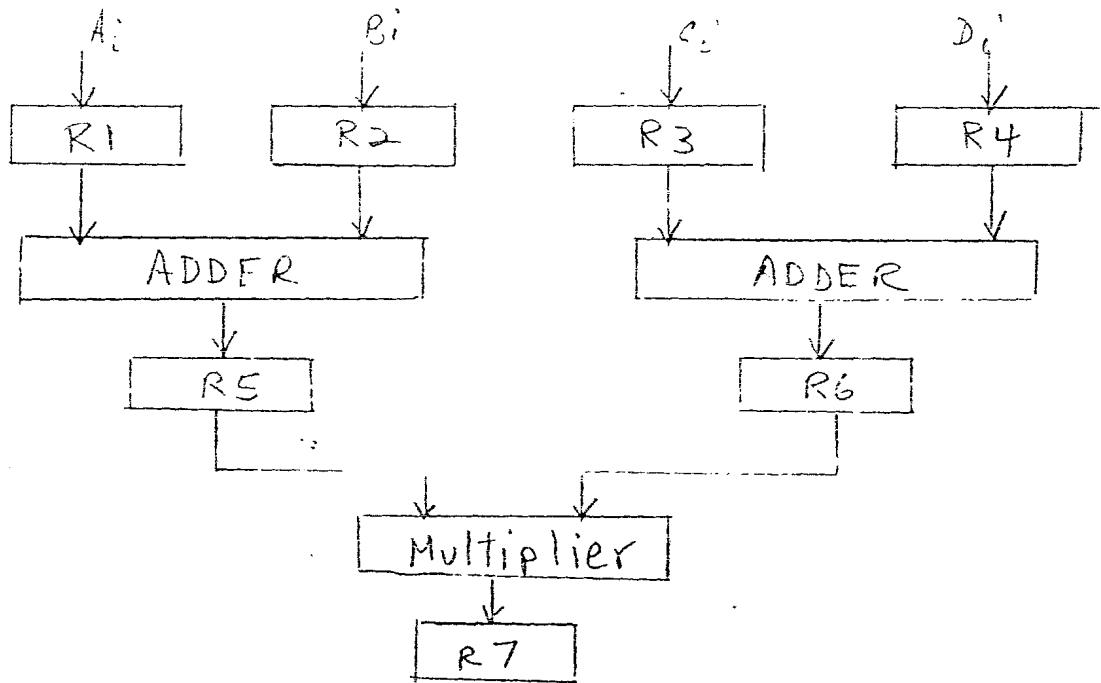 Ai Bi Ci Di
R1 R2 R3 R4
ADDER ADDER
R5 R6
Multiplier
R7